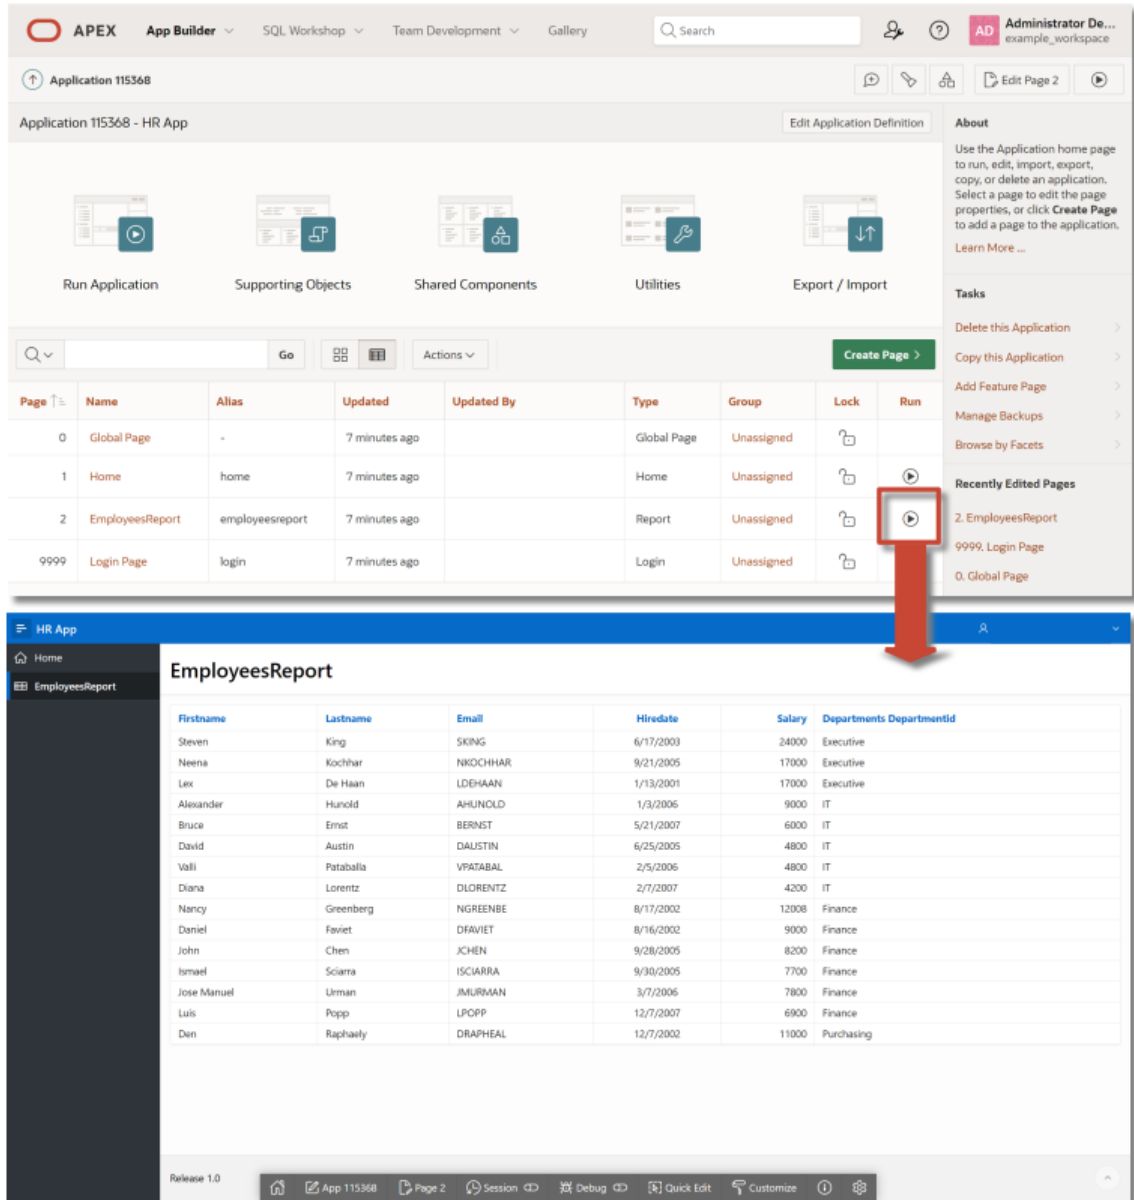 APEX App Builder SQL Workshop Team Development Gallery Search AD Administrator De...
example_workspace
Application 115368 Edit Page 2
Application 115368 - HR App Edit Application Definition
Run Application Supporting Objects Shared Components Utilities Export / Import
Go Actions Create Page >
Page Name Alias Updated Updated By Type Group Lock Run
0 Global Page - 7 minutes ago Global Page Unassigned
1 Home home 7 minutes ago Home Unassigned
2 EmployeesReport employeesreport 7 minutes ago Report Unassigned
9999 Login Page login 7 minutes ago Login Unassigned
About
Use the Application home page
to run, edit, import, export,
copy, or delete an application.
Select a page to edit the page
properties, or click Create Page
to add a page to the application.
Learn More ...
Tasks
Delete this Application
Copy this Application
Add Feature Page
Manage Backups
Browse by Facets
Recently Edited Pages
2. EmployeesReport
9999. Login Page
0. Global Page
HR App
Home
EmployeesReport
EmployeesReport
Firstname Lastname Email Hiredate Salary Departments Departmentid
Steven King SKING 6/17/2003 24000 Executive
Neena Kochhar NKOCHHAR 9/21/2005 17000 Executive
Lex De Haan LDEHAAN 1/13/2001 17000 Executive
Alexander Hunold AHUNOLD 1/3/2006 9000 IT
Bruce Ernst BERNST 5/21/2007 6000 IT
David Austin DAUSTIN 6/25/2005 4800 IT
Valli Pataballa VPATABAL 2/5/2006 4800 IT
Diana Lorentz DLORENTZ 2/7/2007 4200 IT
Nancy Greenberg NGREENBE 8/17/2002 12008 Finance
Daniel Faviet DFAVIET 8/16/2002 9000 Finance
John Chen JCHEN 9/28/2005 8200 Finance
Ismael Sciarra ISCIARRA 9/30/2005 7700 Finance
Jose Manuel Urman JMURMAN 3/7/2006 7800 Finance
Luis Popp LPOPP 12/7/2007 6900 Finance
Den Raphaely DRAPHEAL 12/7/2002 11000 Purchasing
Release 1.0
App 115368 Page 2 Session Debug Quick Edit Customize